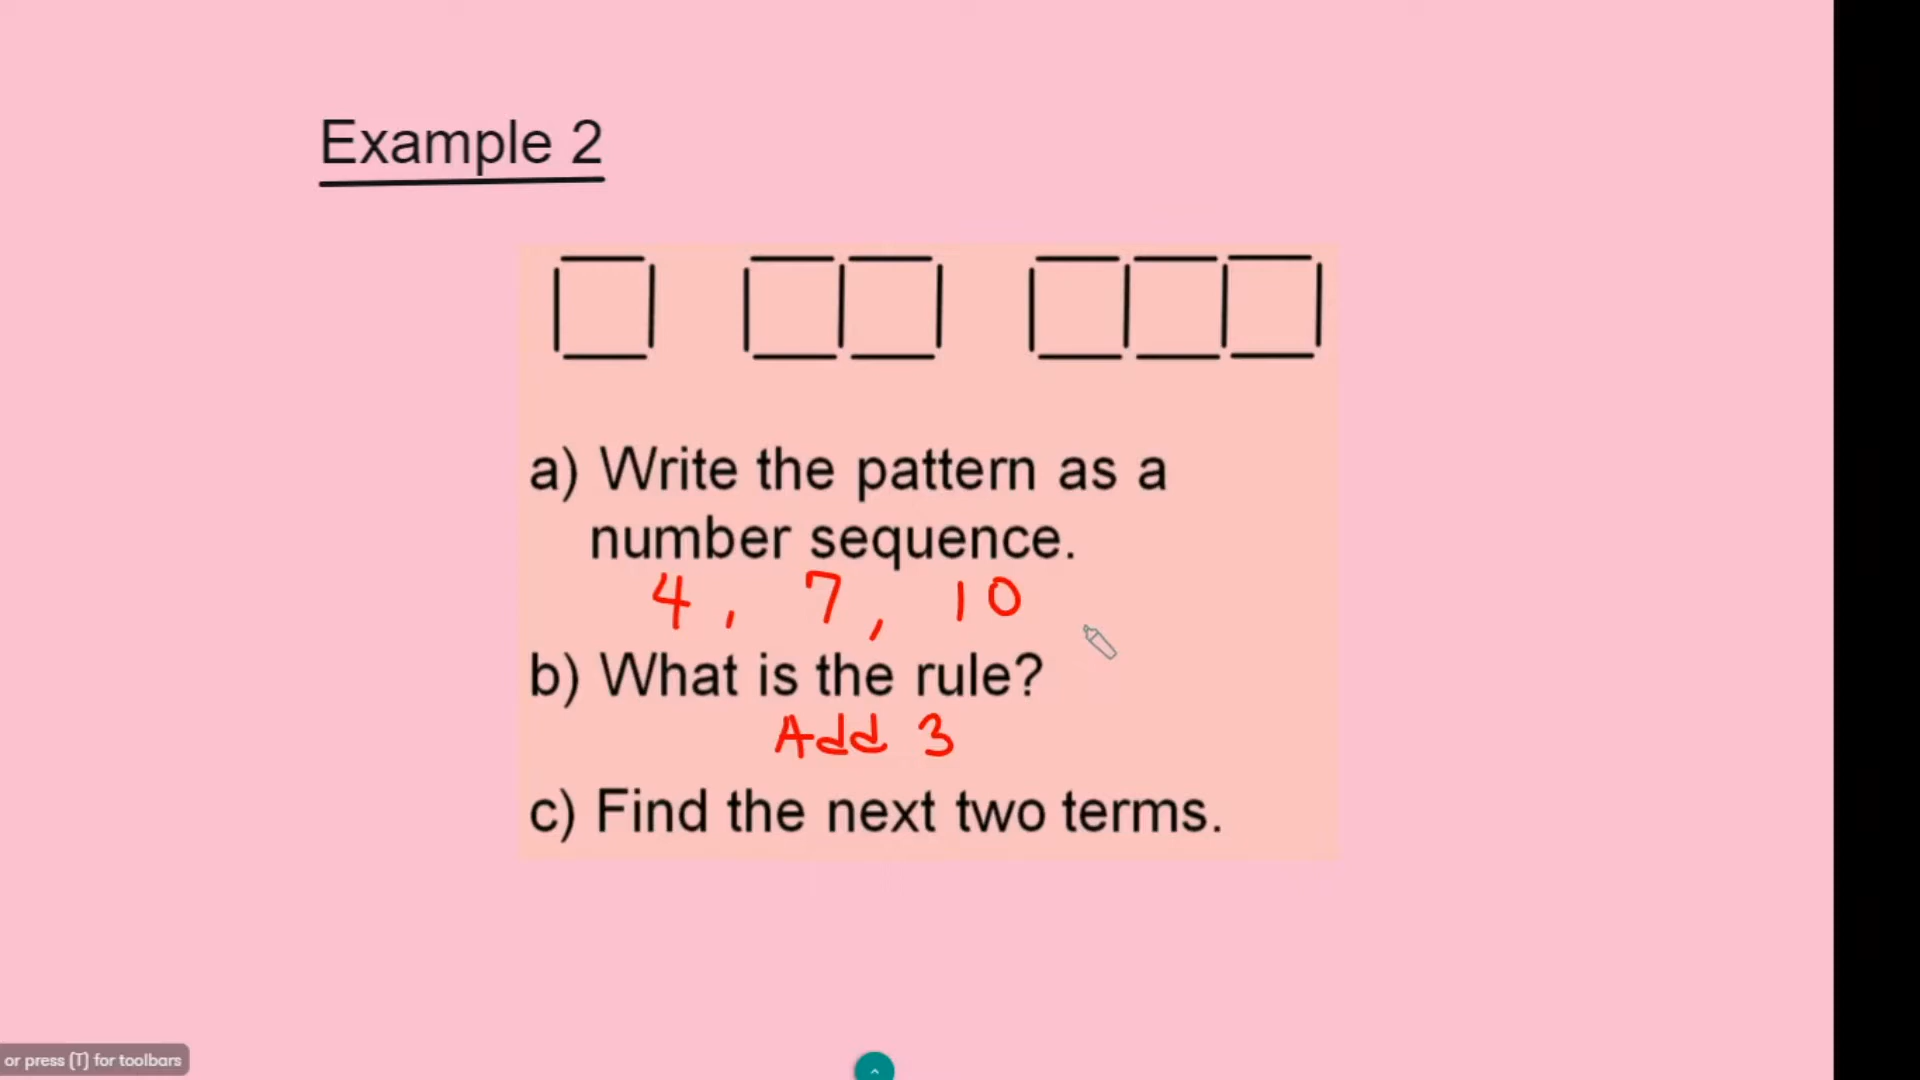 Example 2
a) Write the pattern as a
number sequence.
4, 7, 10
b) What is the rule?
Add 3
c) Find the next two terms.
or press (T) for toolbars